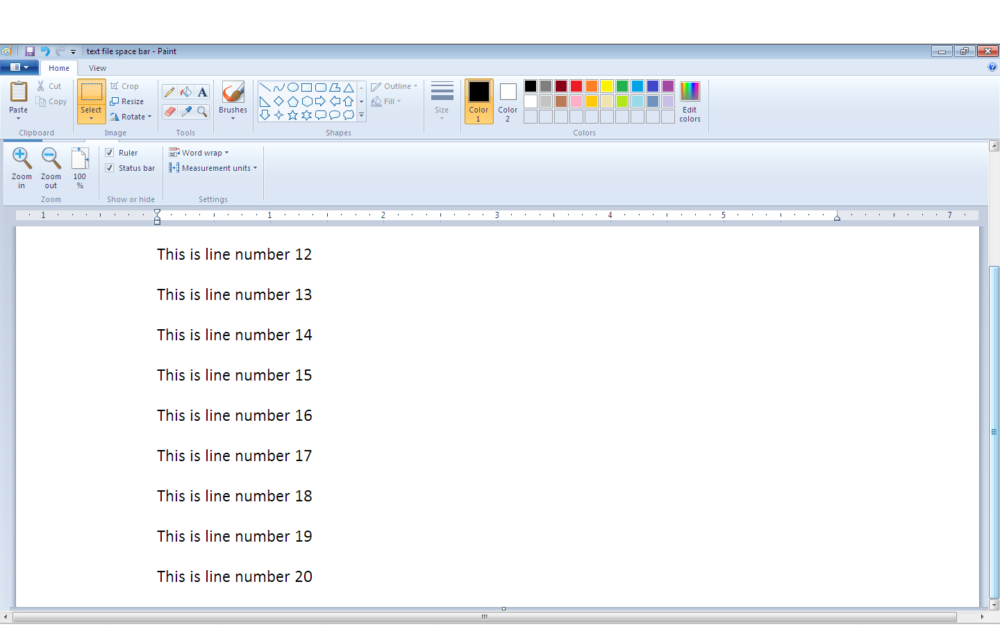 text file space bar - Paint
Home View
Paste Cut Copy Select Crop Resize Rotate Brushes Outline Fill Size Color 1 Color 2 Edit colors
Clipboard Image Tools Shapes Colors
Zoom in Zoom out 100 % Ruler Status bar Word wrap Measurement units
Zoom Show or hide Settings
1 1 2 3 4 5 7
This is line number 12
This is line number 13
This is line number 14
This is line number 15
This is line number 16
This is line number 17
This is line number 18
This is line number 19
This is line number 20